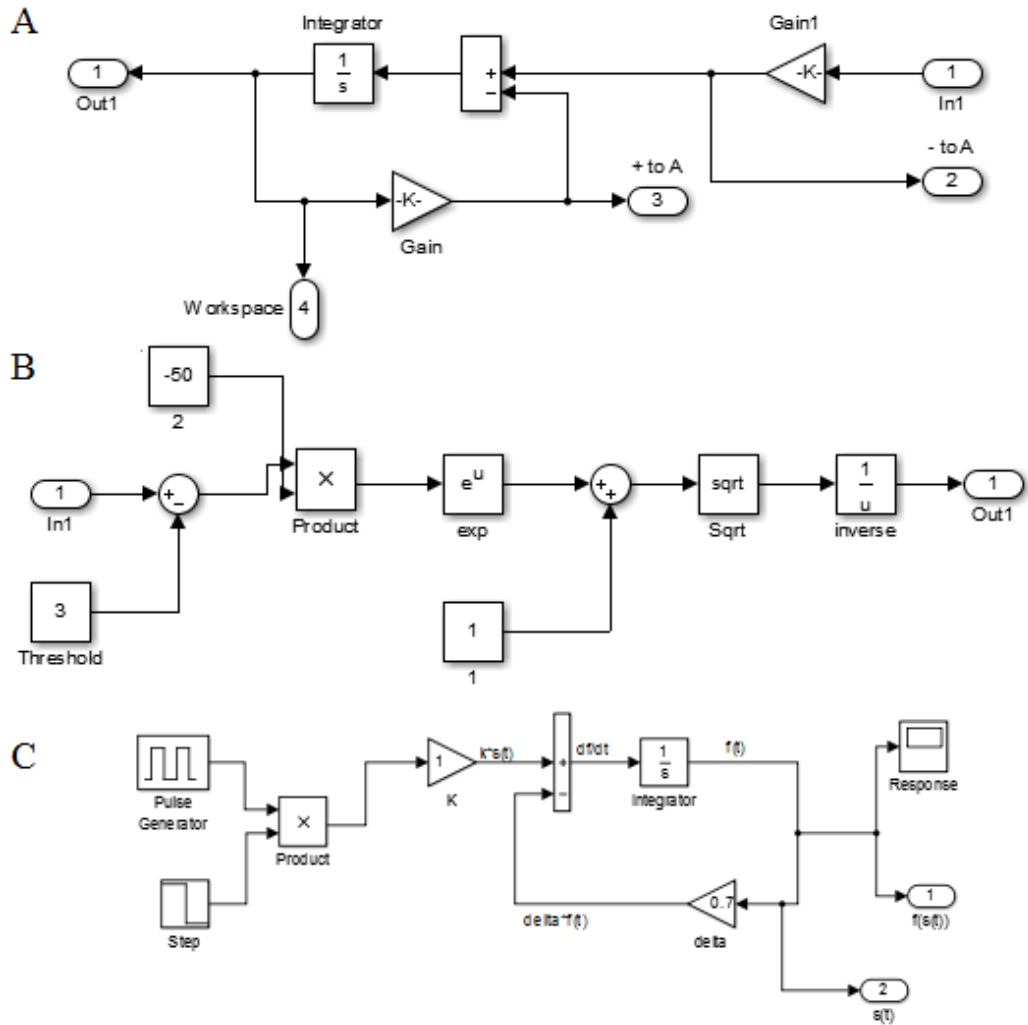 A
Integrator
Gain1
1
Out1
1
s
+
−
-K-
1
In1
+ to A
3
- to A
2
-K-
Gain
Workspace
4
B
-50
2
1
In1
+
−
×
Product
e^u
exp
+
+
sqrt
Sqrt
1
u
inverse
1
Out1
3
Threshold
1
1
C
Pulse
Generator
×
Product
Step
1
K
k*s(t)
+
−
df/dt
1
s
Integrator
f(t)
Response
0.7
delta
delta*f(t)
1
f(s(t))
2
s(t)